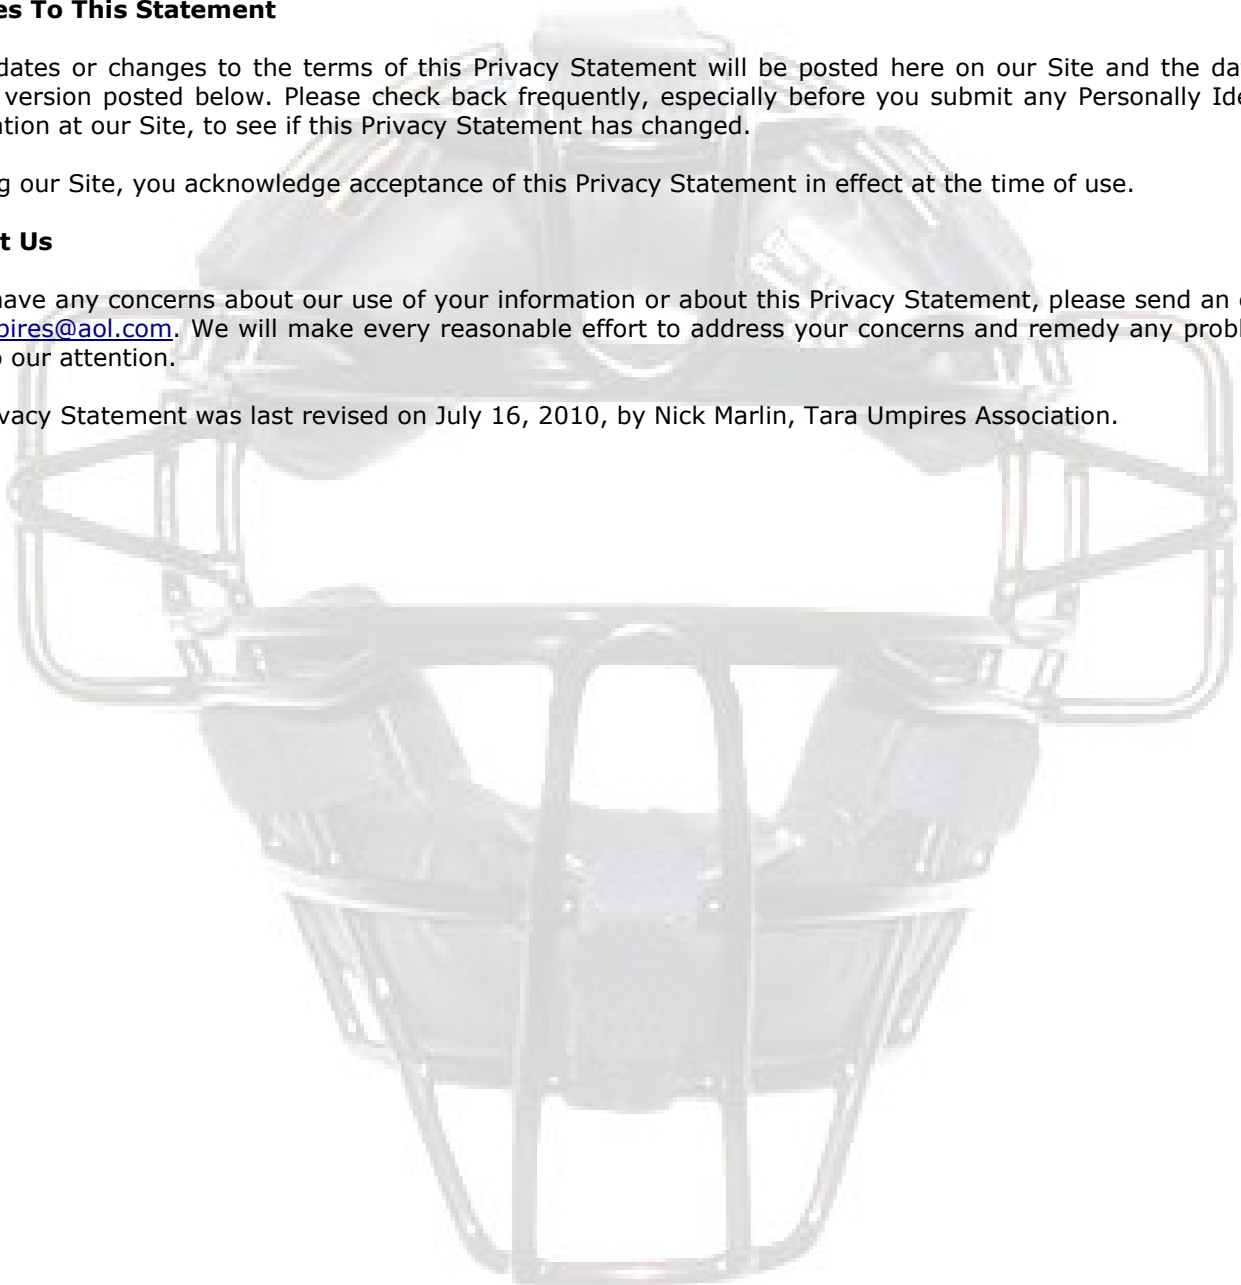 es To This Statement
dates or changes to the terms of this Privacy Statement will be posted here on our Site and the da
version posted below. Please check back frequently, especially before you submit any Personally Ide
tion at our Site, to see if this Privacy Statement has changed.
g our Site, you acknowledge acceptance of this Privacy Statement in effect at the time of use.
t Us
have any concerns about our use of your information or about this Privacy Statement, please send an
pires@aol.com. We will make every reasonable effort to address your concerns and remedy any probl
o our attention.
vacy Statement was last revised on July 16, 2010, by Nick Marlin, Tara Umpires Association.